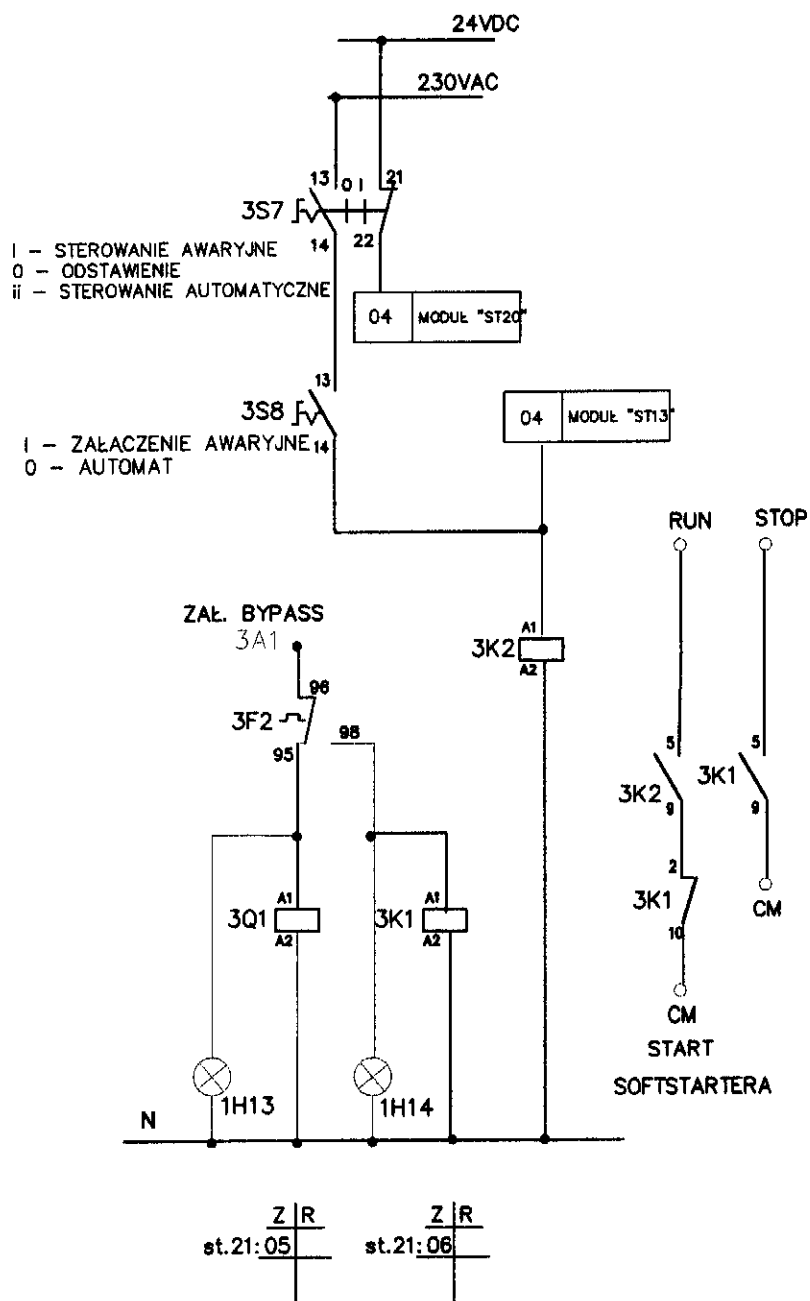 24VDC
230VAC
13 0 I 21
3S7
14 22
I – STEROWANIE AWARYJNE
0 – ODSTAWIENIE
ii – STEROWANIE AUTOMATYCZNE
04 MODUŁ "ST20"
13
3S8
14
I – ZAŁACZENIE AWARYJNE
0 – AUTOMAT
04 MODUŁ "ST13"
RUN STOP
ZAŁ. BYPASS
3A1
96
3F2
95 98
A1
3K2
A2
5 5
3K2 3K1
9 9
2
3K1
10
CM
CM
START
SOFTSTARTERA
A1 A1
3Q1 3K1
A2 A2
1H13 1H14
N
Z R Z R
st.21: 05 st.21: 06